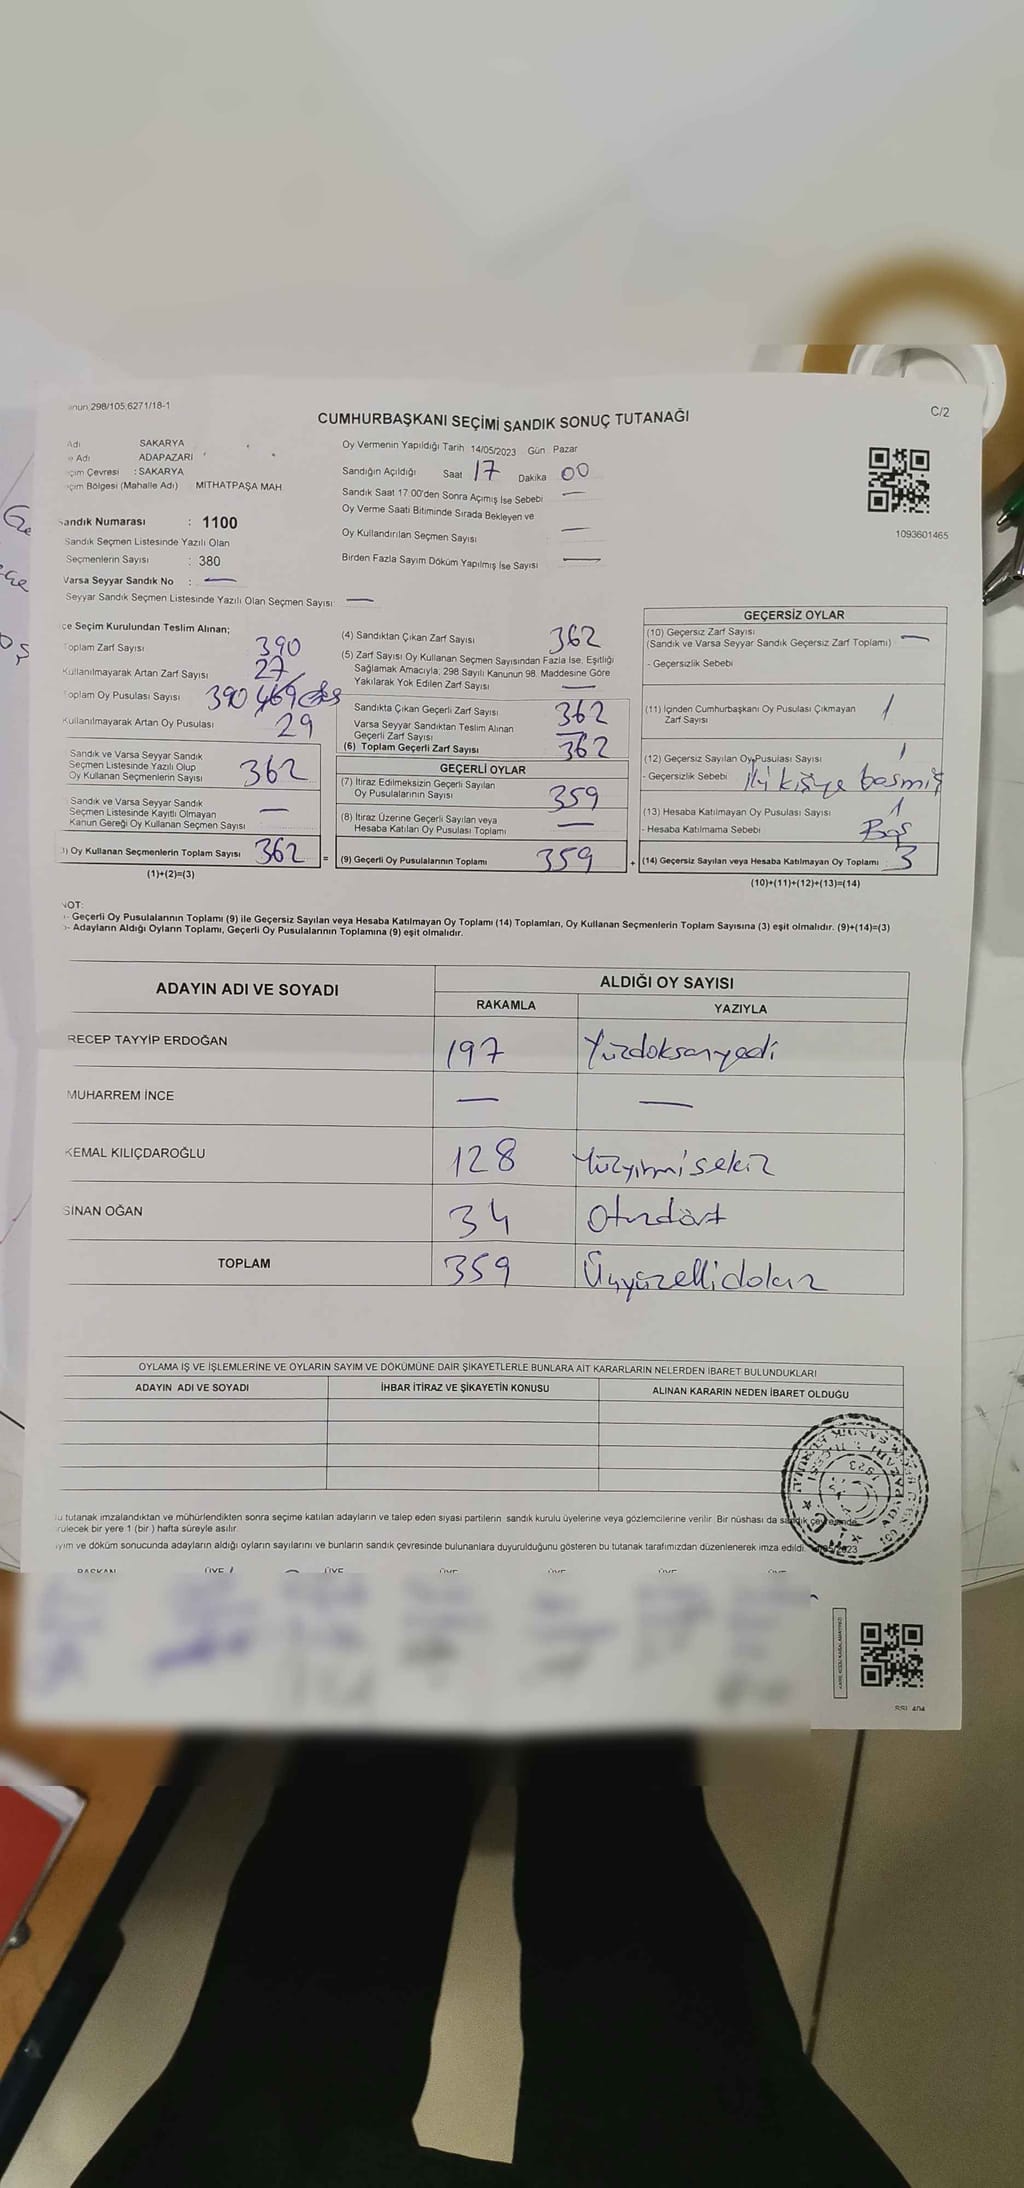 anun,298/105,6271/18-1
C/2
CUMHURBAŞKANI SEÇİMİ SANDIK SONUÇ TUTANAĞI
Adı SAKARYA
e Adı ADAPAZARI
çim Çevresi : SAKARYA
çim Bölgesi (Mahalle Adı) MİTHATPAŞA MAH.
Sandık Numarası : 1100
Sandık Seçmen Listesinde Yazılı Olan
Seçmenlerin Sayısı : 380
Varsa Seyyar Sandık No : —
Seyyar Sandık Seçmen Listesinde Yazılı Olan Seçmen Sayısı: —
Oy Vermenin Yapıldığı Tarih 14/05/2023 Gün Pazar
Sandığın Açıldığı Saat 17 Dakika 00
Sandık Saat 17:00'den Sonra Açımış İse Sebebi —
Oy Verme Saati Bitiminde Sırada Bekleyen ve
Oy Kullandırılan Seçmen Sayısı —
Birden Fazla Sayım Döküm Yapılmış İse Sayısı —
1093601465
çe Seçim Kurulundan Teslim Alınan;
Toplam Zarf Sayısı 390
Kullanılmayarak Artan Zarf Sayısı 27
Toplam Oy Pusulası Sayısı 390
Kullanılmayarak Artan Oy Pusulası 29
Sandık ve Varsa Seyyar Sandık
Seçmen Listesinde Yazılı Olup
Oy Kullanan Seçmenlerin Sayısı 362
Sandık ve Varsa Seyyar Sandık
Seçmen Listesinde Kayıtlı Olmayan
Kanun Gereği Oy Kullanan Seçmen Sayısı —
) Oy Kullanan Seçmenlerin Toplam Sayısı 362 =
(1)+(2)=(3)
(4) Sandıktan Çıkan Zarf Sayısı 362
(5) Zarf Sayısı Oy Kullanan Seçmen Sayısından Fazla İse, Eşitliği
Sağlamak Amacıyla, 298 Sayılı Kanunun 98. Maddesine Göre
Yakılarak Yok Edilen Zarf Sayısı —
Sandıkta Çıkan Geçerli Zarf Sayısı 362
Varsa Seyyar Sandıktan Teslim Alınan
Geçerli Zarf Sayısı —
(6) Toplam Geçerli Zarf Sayısı 362
GEÇERLİ OYLAR
(7) İtiraz Edilmeksizin Geçerli Sayılan
Oy Pusulalarının Sayısı 359
(8) İtiraz Üzerine Geçerli Sayılan veya
Hesaba Katılan Oy Pusulası Toplamı —
(9) Geçerli Oy Pusulalarının Toplamı 359 +
GEÇERSİZ OYLAR
(10) Geçersiz Zarf Sayısı
(Sandık ve Varsa Seyyar Sandık Geçersiz Zarf Toplamı) —
- Geçersizlik Sebebi
(11) İçinden Cumhurbaşkanı Oy Pusulası Çıkmayan
Zarf Sayısı 1
(12) Geçersiz Sayılan Oy Pusulası Sayısı 1
- Geçersizlik Sebebi İki kişiye basmış
(13) Hesaba Katılmayan Oy Pusulası Sayısı 1
- Hesaba Katılmama Sebebi Boş
(14) Geçersiz Sayılan veya Hesaba Katılmayan Oy Toplamı 3
(10)+(11)+(12)+(13)=(14)
NOT:
- Geçerli Oy Pusulalarının Toplamı (9) ile Geçersiz Sayılan veya Hesaba Katılmayan Oy Toplamı (14) Toplamları, Oy Kullanan Seçmenlerin Toplam Sayısına (3) eşit olmalıdır. (9)+(14)=(3)
- Adayların Aldığı Oyların Toplamı, Geçerli Oy Pusulalarının Toplamına (9) eşit olmalıdır.
ADAYIN ADI VE SOYADI ALDIĞI OY SAYISI
RAKAMLA YAZIYLA
RECEP TAYYİP ERDOĞAN 197 Yüzdoksanyedi
MUHARREM İNCE — —
KEMAL KILIÇDAROĞLU 128 Yüzyirmisekiz
SİNAN OĞAN 34 Otuzdört
TOPLAM 359 Üçyüzellidokuz
OYLAMA İŞ VE İŞLEMLERİNE VE OYLARIN SAYIM VE DÖKÜMÜNE DAİR ŞİKAYETLERLE BUNLARA AİT KARARLARIN NELERDEN İBARET BULUNDUKLARI
ADAYIN ADI VE SOYADI İHBAR İTİRAZ VE ŞİKAYETİN KONUSU ALINAN KARARIN NEDEN İBARET OLDUĞU
u tutanak imzalandıktan ve mühürlendikten sonra seçime katılan adayların ve talep eden siyasi partilerin sandık kurulu üyelerine veya gözlemcilerine verilir. Bir nüshası da sandık çevresinde
rülecek bir yere 1 (bir) hafta süreyle asılır.
ayım ve döküm sonucunda adayların aldığı oyların sayılarını ve bunların sandık çevresinde bulunanlara duyurulduğunu gösteren bu tutanak tarafımızdan düzenlenerek imza edildi.
BAŞKAN ÜYE ÜYE ÜYE ÜYE ÜYE ÜYE